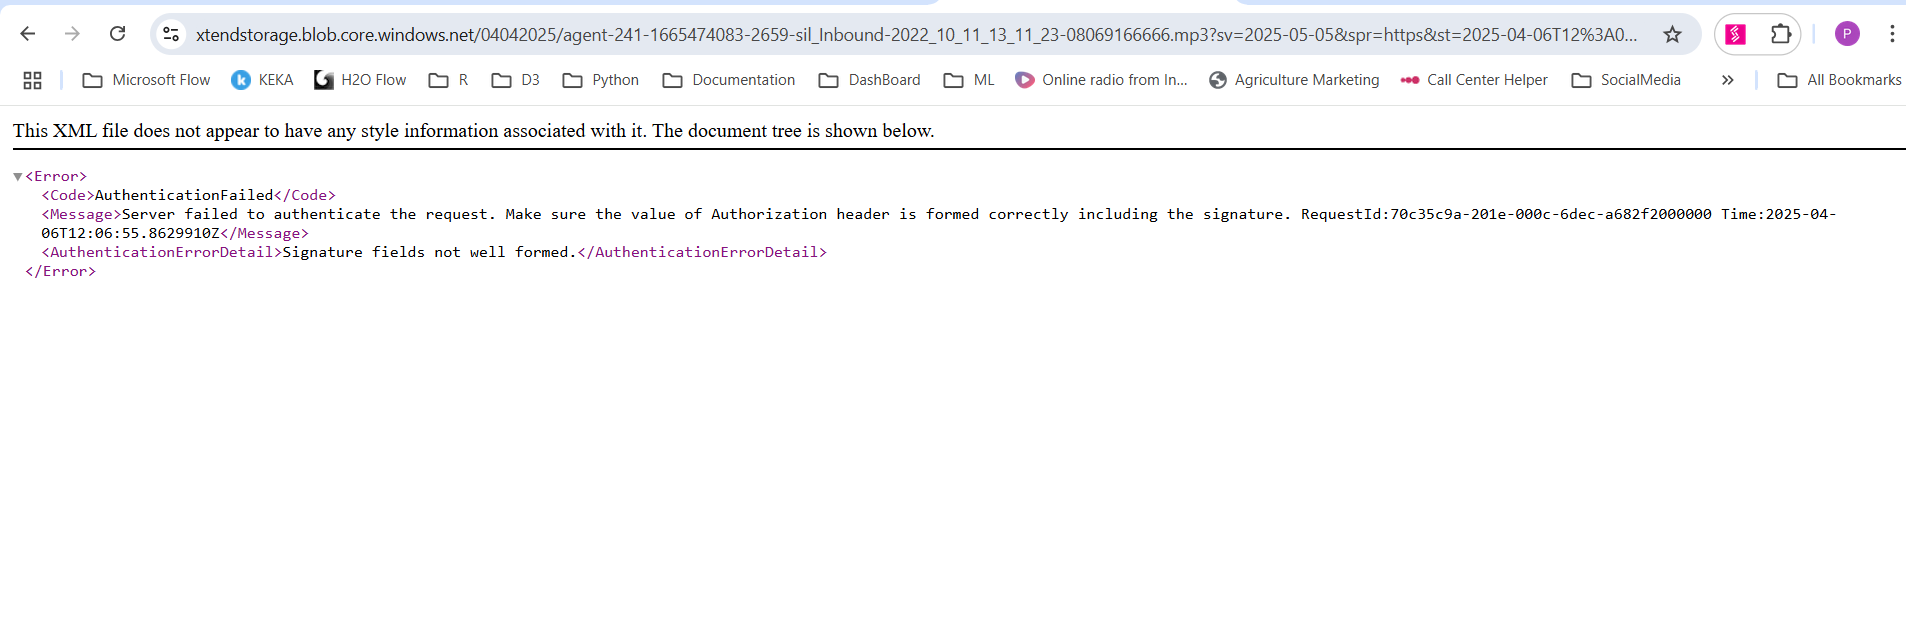 xtendstorage.blob.core.windows.net/04042025/agent-241-1665474083-2659-sil_Inbound-2022_10_11_13_11_23-08069166666.mp3?sv=2025-05-05&spr=https&st=2025-04-06T12%3A0...
P
Microsoft Flow KEKA H2O Flow R D3 Python Documentation DashBoard ML Online radio from In... Agriculture Marketing Call Center Helper SocialMedia » All Bookmarks
This XML file does not appear to have any style information associated with it. The document tree is shown below.
▼<Error>
<Code>AuthenticationFailed</Code>
<Message>Server failed to authenticate the request. Make sure the value of Authorization header is formed correctly including the signature. RequestId:70c35c9a-201e-000c-6dec-a682f2000000 Time:2025-04-
06T12:06:55.8629910Z</Message>
<AuthenticationErrorDetail>Signature fields not well formed.</AuthenticationErrorDetail>
</Error>